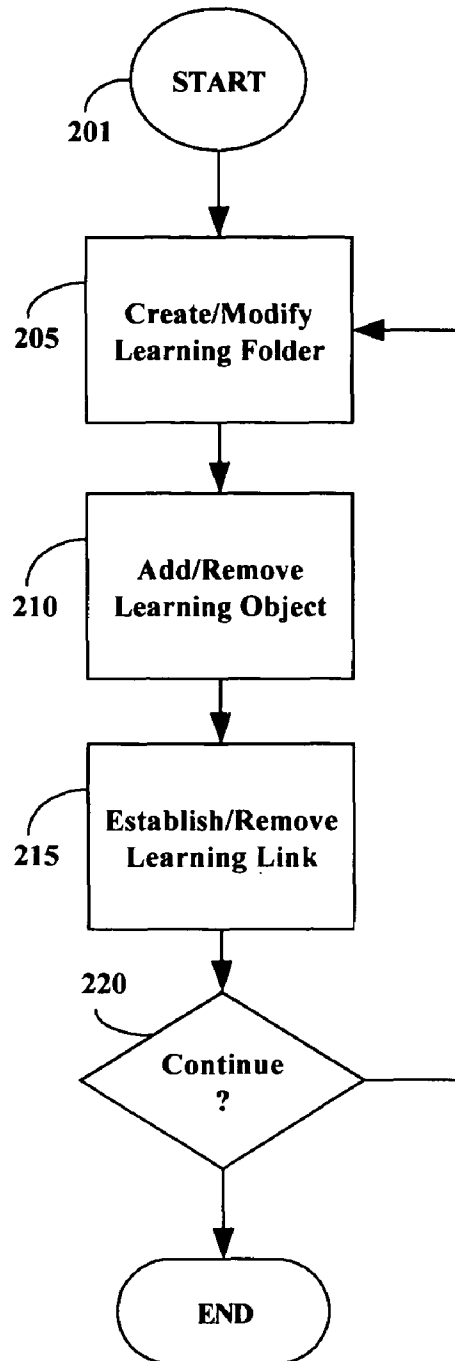 START
201
Create/Modify
Learning Folder
205
Add/Remove
Learning Object
210
Establish/Remove
Learning Link
215
220
Continue
?
END